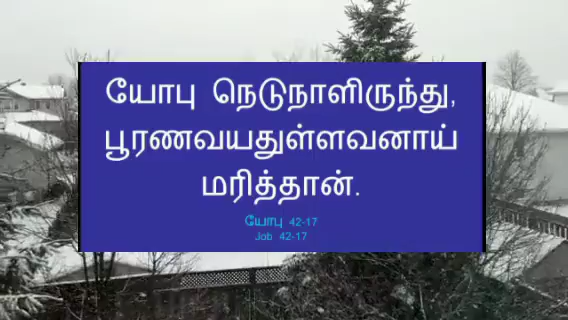 யோபு நெடுநாளிருந்து,
பூரணவயதுள்ளவனாய்
மரித்தான்.
யோபு 42-17
Job 42-17